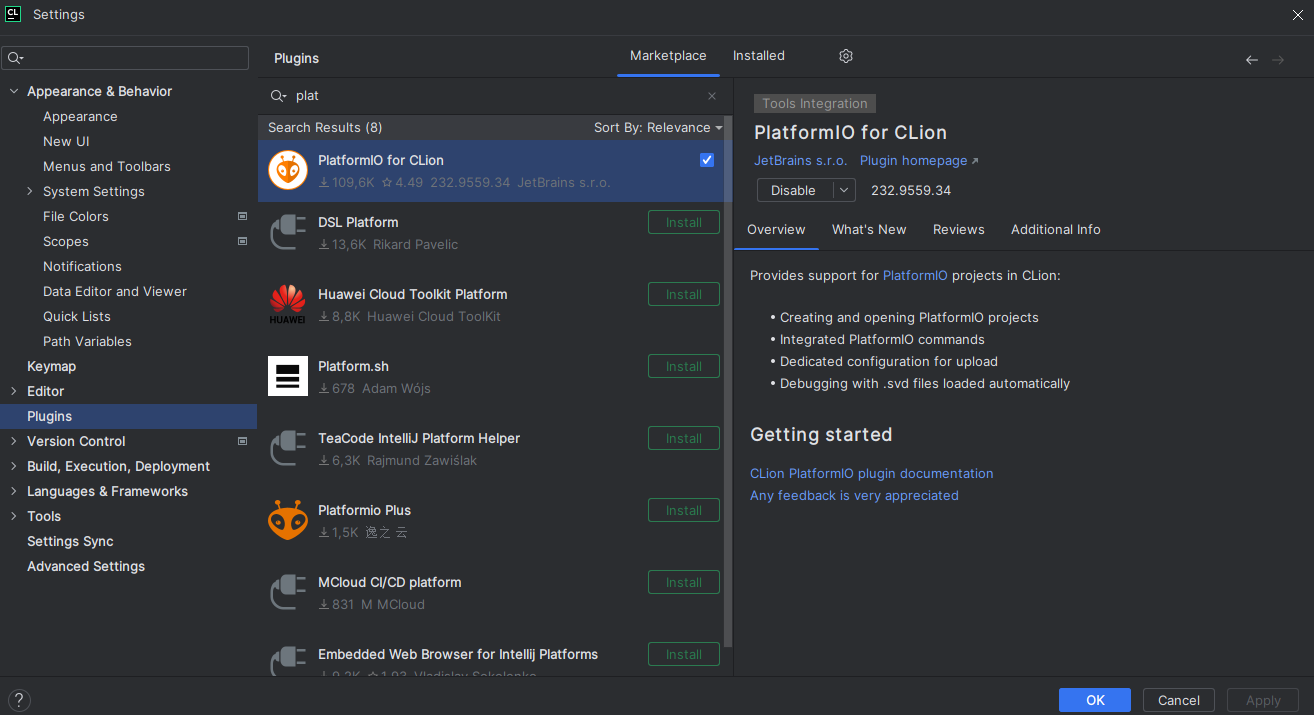 CL
Settings
Appearance & Behavior
Appearance
New UI
Menus and Toolbars
System Settings
File Colors
Scopes
Notifications
Data Editor and Viewer
Quick Lists
Path Variables
Keymap
Editor
Plugins
Version Control
Build, Execution, Deployment
Languages & Frameworks
Tools
Settings Sync
Advanced Settings
Plugins
Marketplace
Installed
plat
Search Results (8)
Sort By: Relevance
PlatformIO for CLion
109,6K 4.49 232.9559.34 JetBrains s.r.o.
DSL Platform
Install
13,6K Rikard Pavelic
Huawei Cloud Toolkit Platform
Install
8,8K Huawei Cloud ToolKit
HUAWEI
Platform.sh
Install
678 Adam Wójs
TeaCode IntelliJ Platform Helper
Install
6,3K Rajmund Zawiślak
Platformio Plus
Install
1,5K 逸之 云
MCloud CI/CD platform
Install
831 M MCloud
Embedded Web Browser for Intellij Platforms
Install
Tools Integration
PlatformIO for CLion
JetBrains s.r.o. Plugin homepage
Disable
232.9559.34
Overview
What's New
Reviews
Additional Info
Provides support for PlatformIO projects in CLion:
• Creating and opening PlatformIO projects
• Integrated PlatformIO commands
• Dedicated configuration for upload
• Debugging with .svd files loaded automatically
Getting started
CLion PlatformIO plugin documentation
Any feedback is very appreciated
?
OK
Cancel
Apply